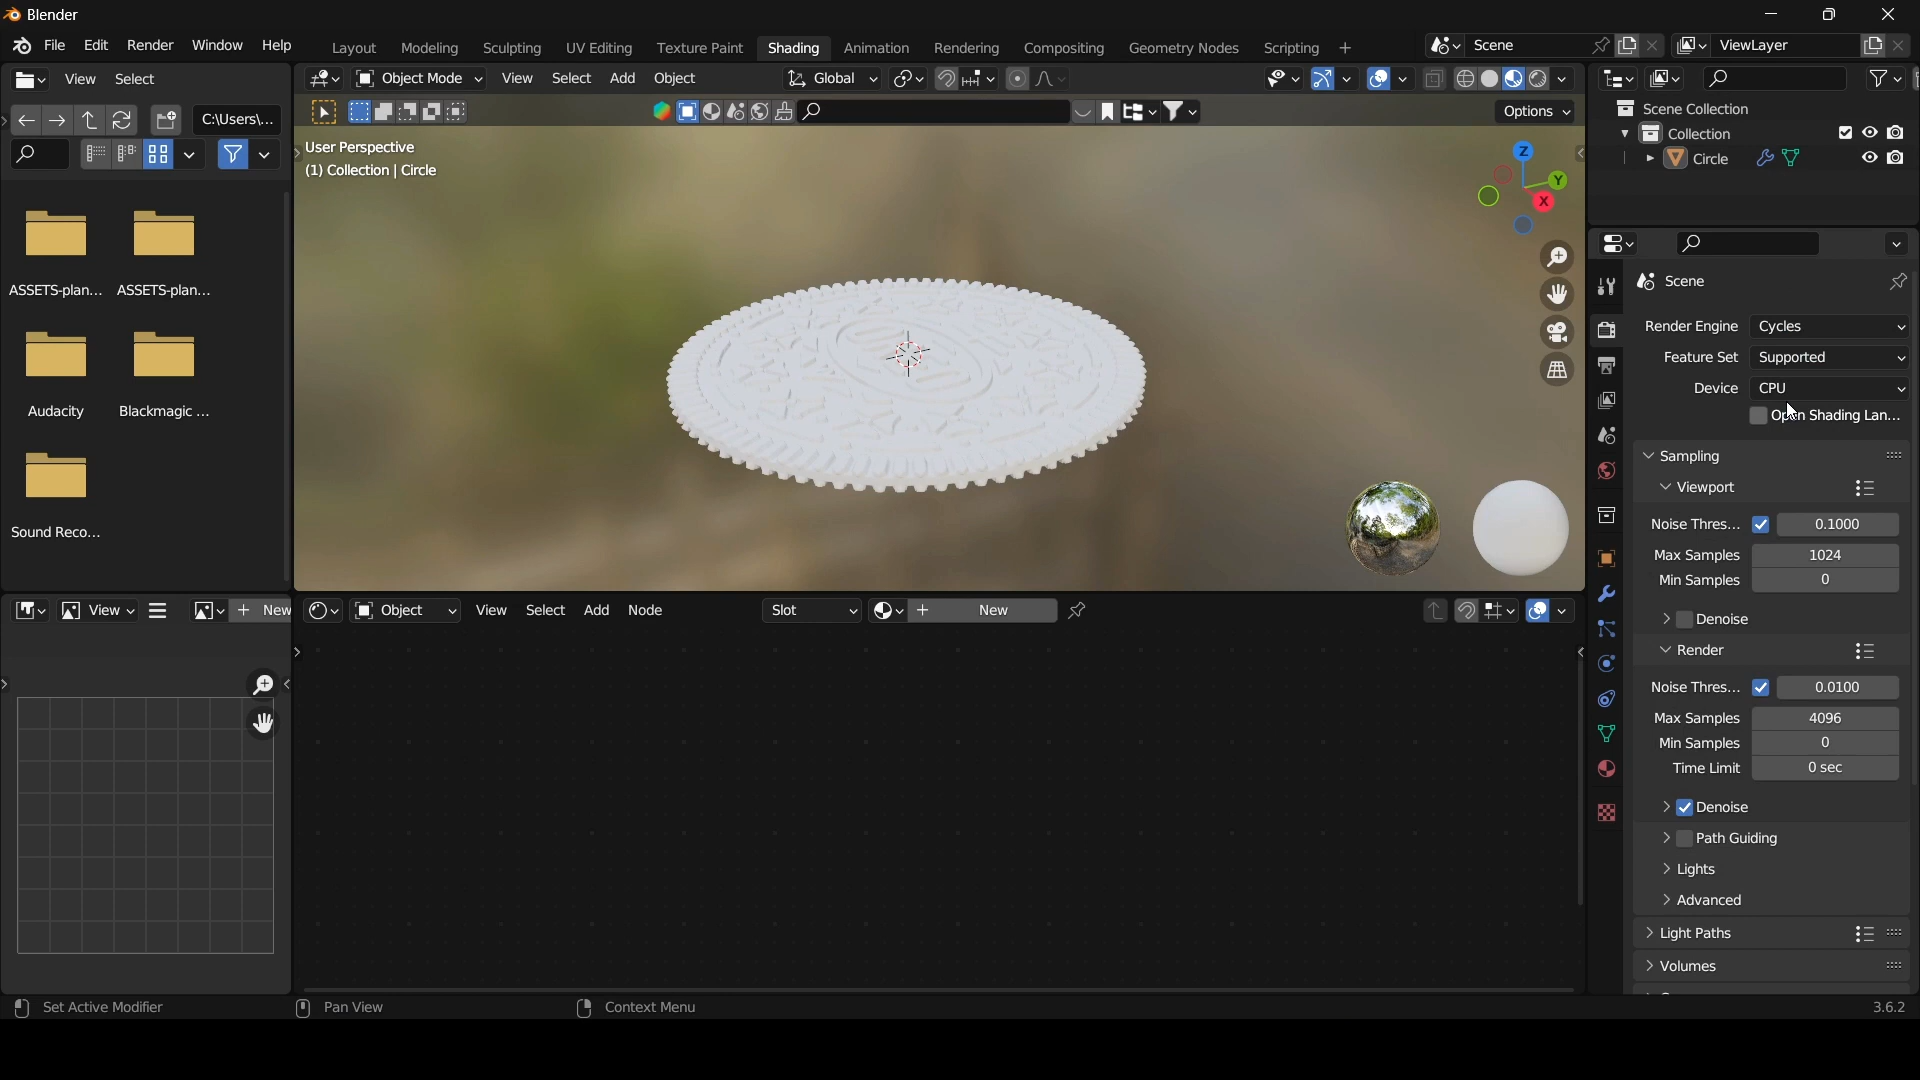 Blender
File Edit Render Window Help Layout Modeling Sculpting UV Editing Texture Paint Shading Animation Rendering Compositing Geometry Nodes Scripting + Scene ViewLayer
View Select Object Mode View Select Add Object Global
C:\Users\... Options
User Perspective
(1) Collection | Circle
Z
Y
X
ASSETS-plan... ASSETS-plan...
Audacity Blackmagic ...
Sound Reco...
Scene Collection
Collection
Circle
Scene
Render Engine Cycles
Feature Set Supported
Device CPU
Open Shading Lan...
Sampling
Viewport
Noise Thres... 0.1000
Max Samples 1024
Min Samples 0
Denoise
Render
Noise Thres... 0.0100
Max Samples 4096
Min Samples 0
Time Limit 0 sec
Denoise
Path Guiding
Lights
Advanced
Light Paths
Volumes
View + New Object View Select Add Node Slot + New
Set Active Modifier Pan View Context Menu 3.6.2